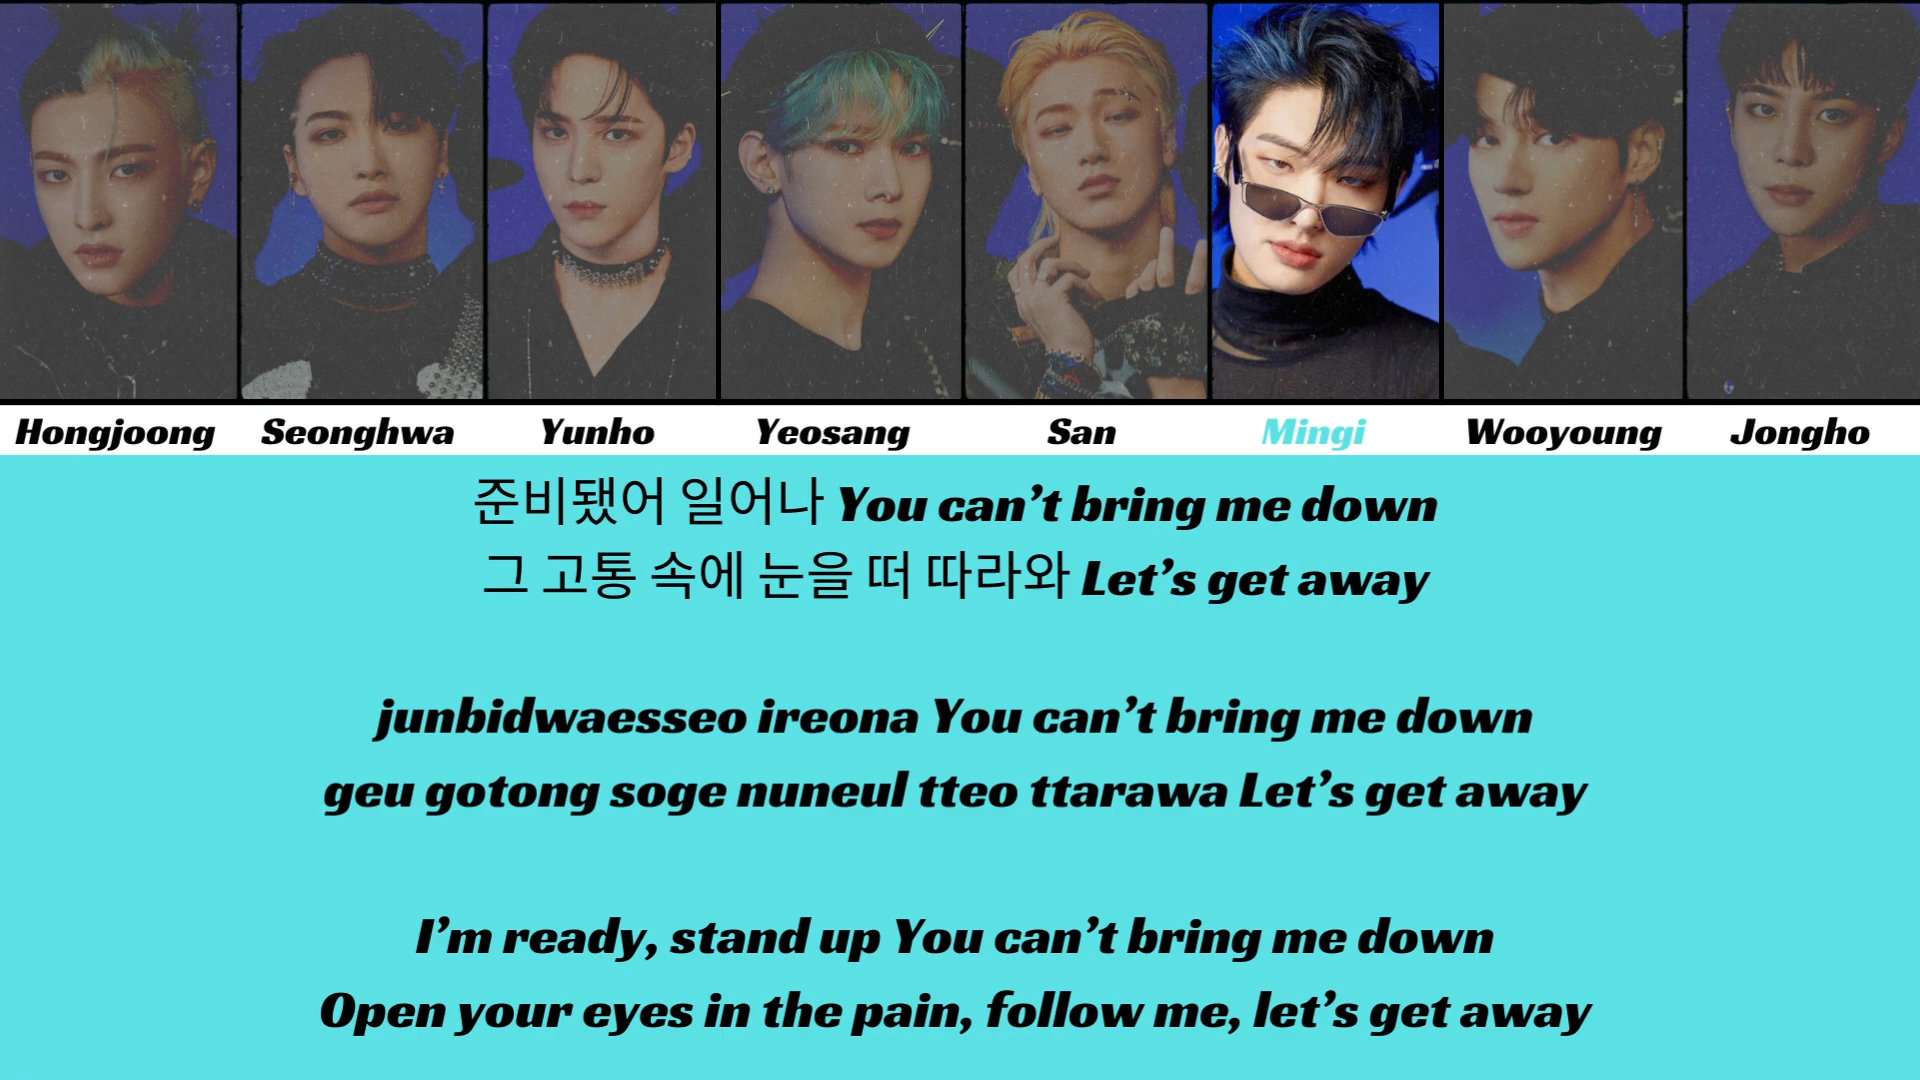 Hongjoong Seonghwa Yunho Yeosang San Mingi Wooyoung Jongho
준비됐어 일어나 You can’t bring me down
그 고통 속에 눈을 떠 따라와 Let’s get away
junbidwaesseo ireona You can’t bring me down
geu gotong soge nuneul tteo ttarawa Let’s get away
I’m ready, stand up You can’t bring me down
Open your eyes in the pain, follow me, let’s get away